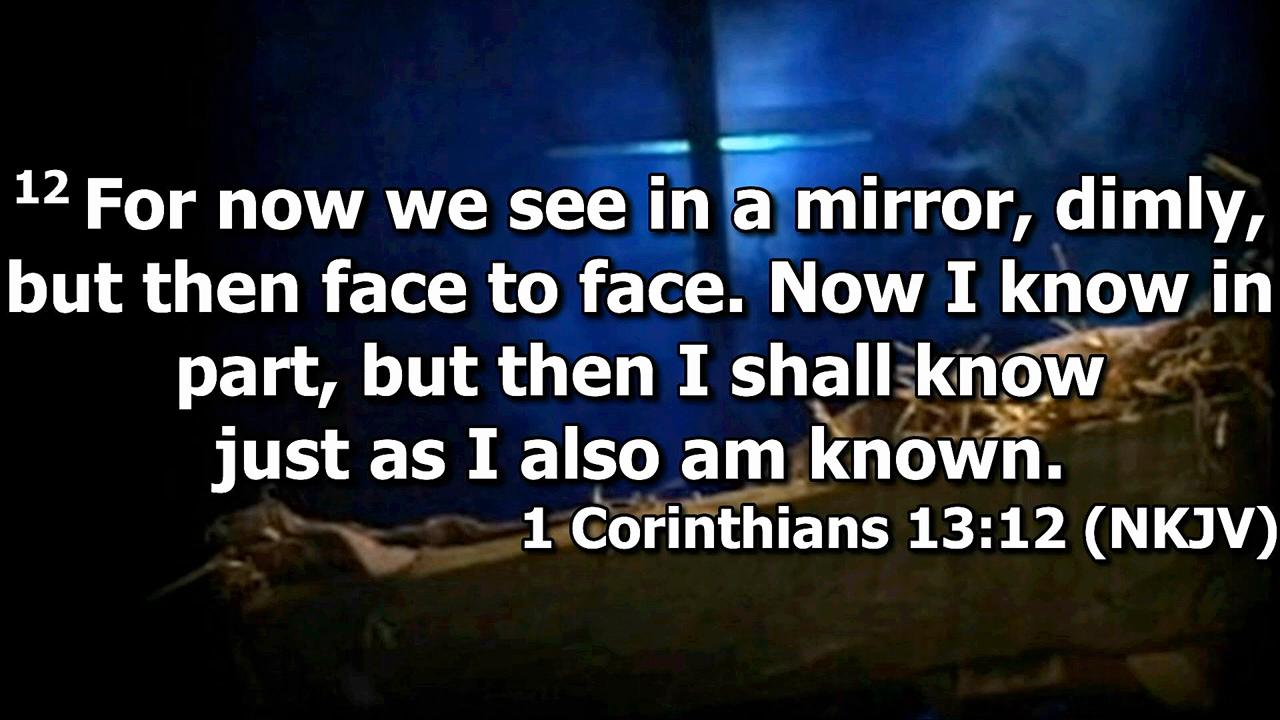 12 For now we see in a mirror, dimly,
but then face to face. Now I know in
part, but then I shall know
just as I also am known.
1 Corinthians 13:12 (NKJV)